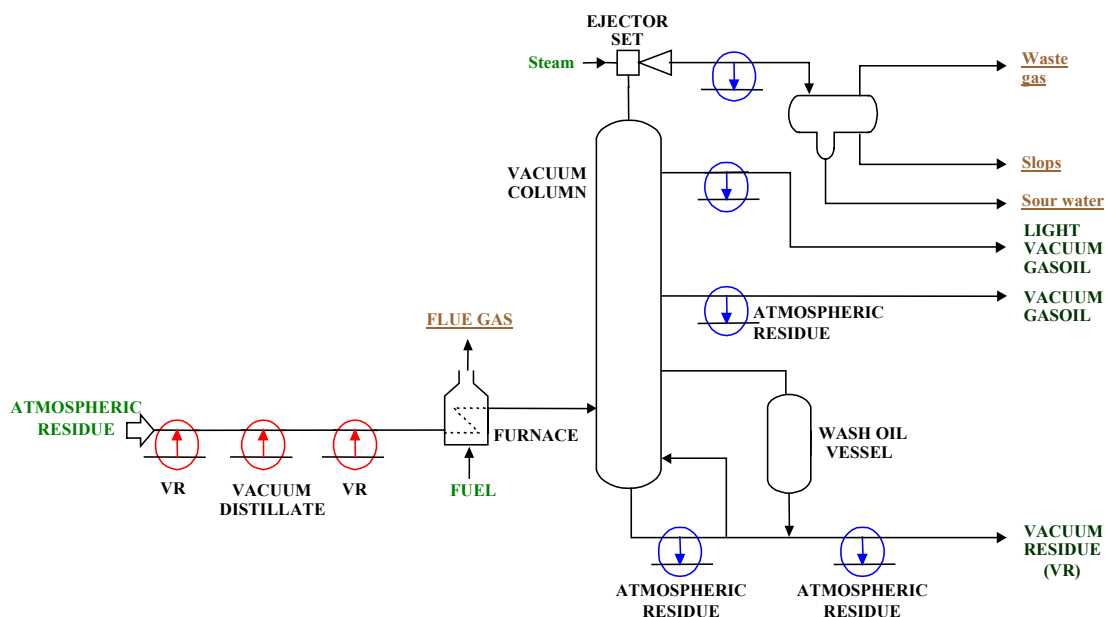 EJECTOR
SET
Steam
Waste
gas
VACUUM
COLUMN
Slops
Sour water
LIGHT
VACUUM
GASOIL
VACUUM
GASOIL
ATMOSPHERIC
RESIDUE
FLUE GAS
ATMOSPHERIC
RESIDUE
FURNACE
WASH OIL
VESSEL
VR
VACUUM
DISTILLATE
VR
FUEL
VACUUM
RESIDUE
(VR)
ATMOSPHERIC
RESIDUE
ATMOSPHERIC
RESIDUE